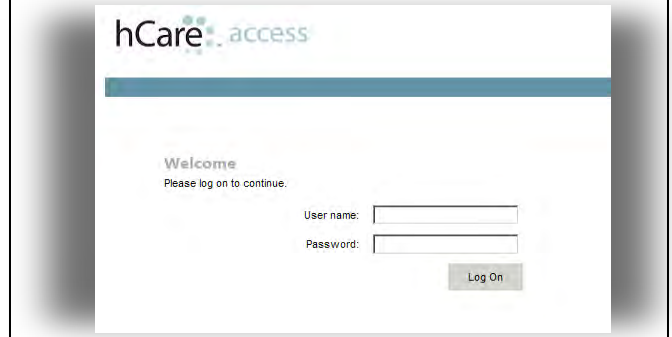 hCare access
Welcome
Please log on to continue.
User name:
Password:
Log On